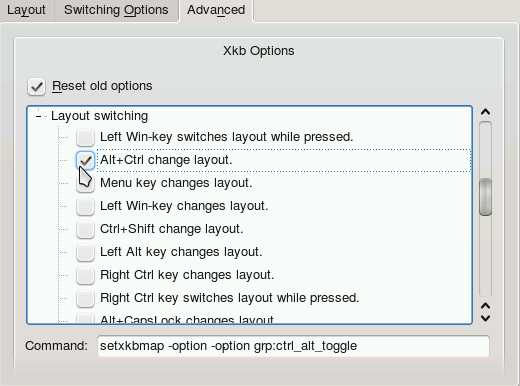 Layout Switching Options Advanced
Xkb Options
Reset old options
Layout switching
Left Win-key switches layout while pressed.
Alt+Ctrl change layout.
Menu key changes layout.
Left Win-key changes layout.
Ctrl+Shift change layout.
Left Alt key changes layout.
Right Ctrl key changes layout.
Right Ctrl key switches layout while pressed.
Alt+CapsLock changes layout.
Command: setxkbmap -option -option grp:ctrl_alt_toggle